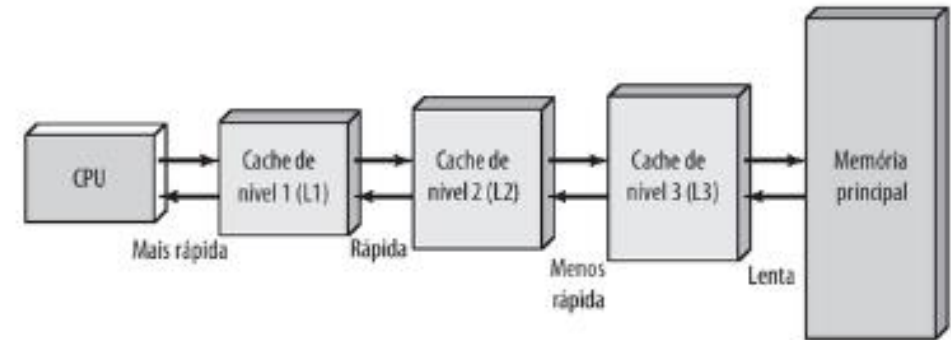 CPU
Cache de
nível 1 (L1)
Cache de
nível 2 (L2)
Cache de
nível 3 (L3)
Memória
principal
Mais rápida
Rápida
Menos
rápida
Lenta